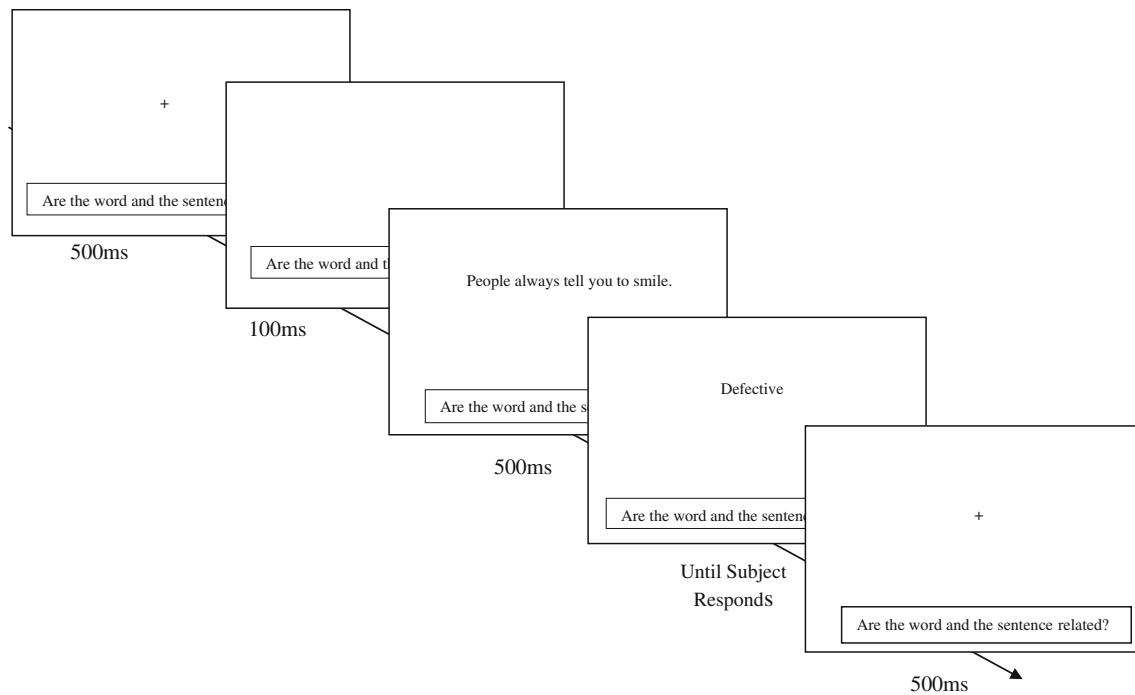 +
Are the word and the sentenc
500ms
Are the word and th
100ms
People always tell you to smile.
Are the word and the s
500ms
Defective
Are the word and the sentenc
Until Subject
Responds
+
Are the word and the sentence related?
500ms